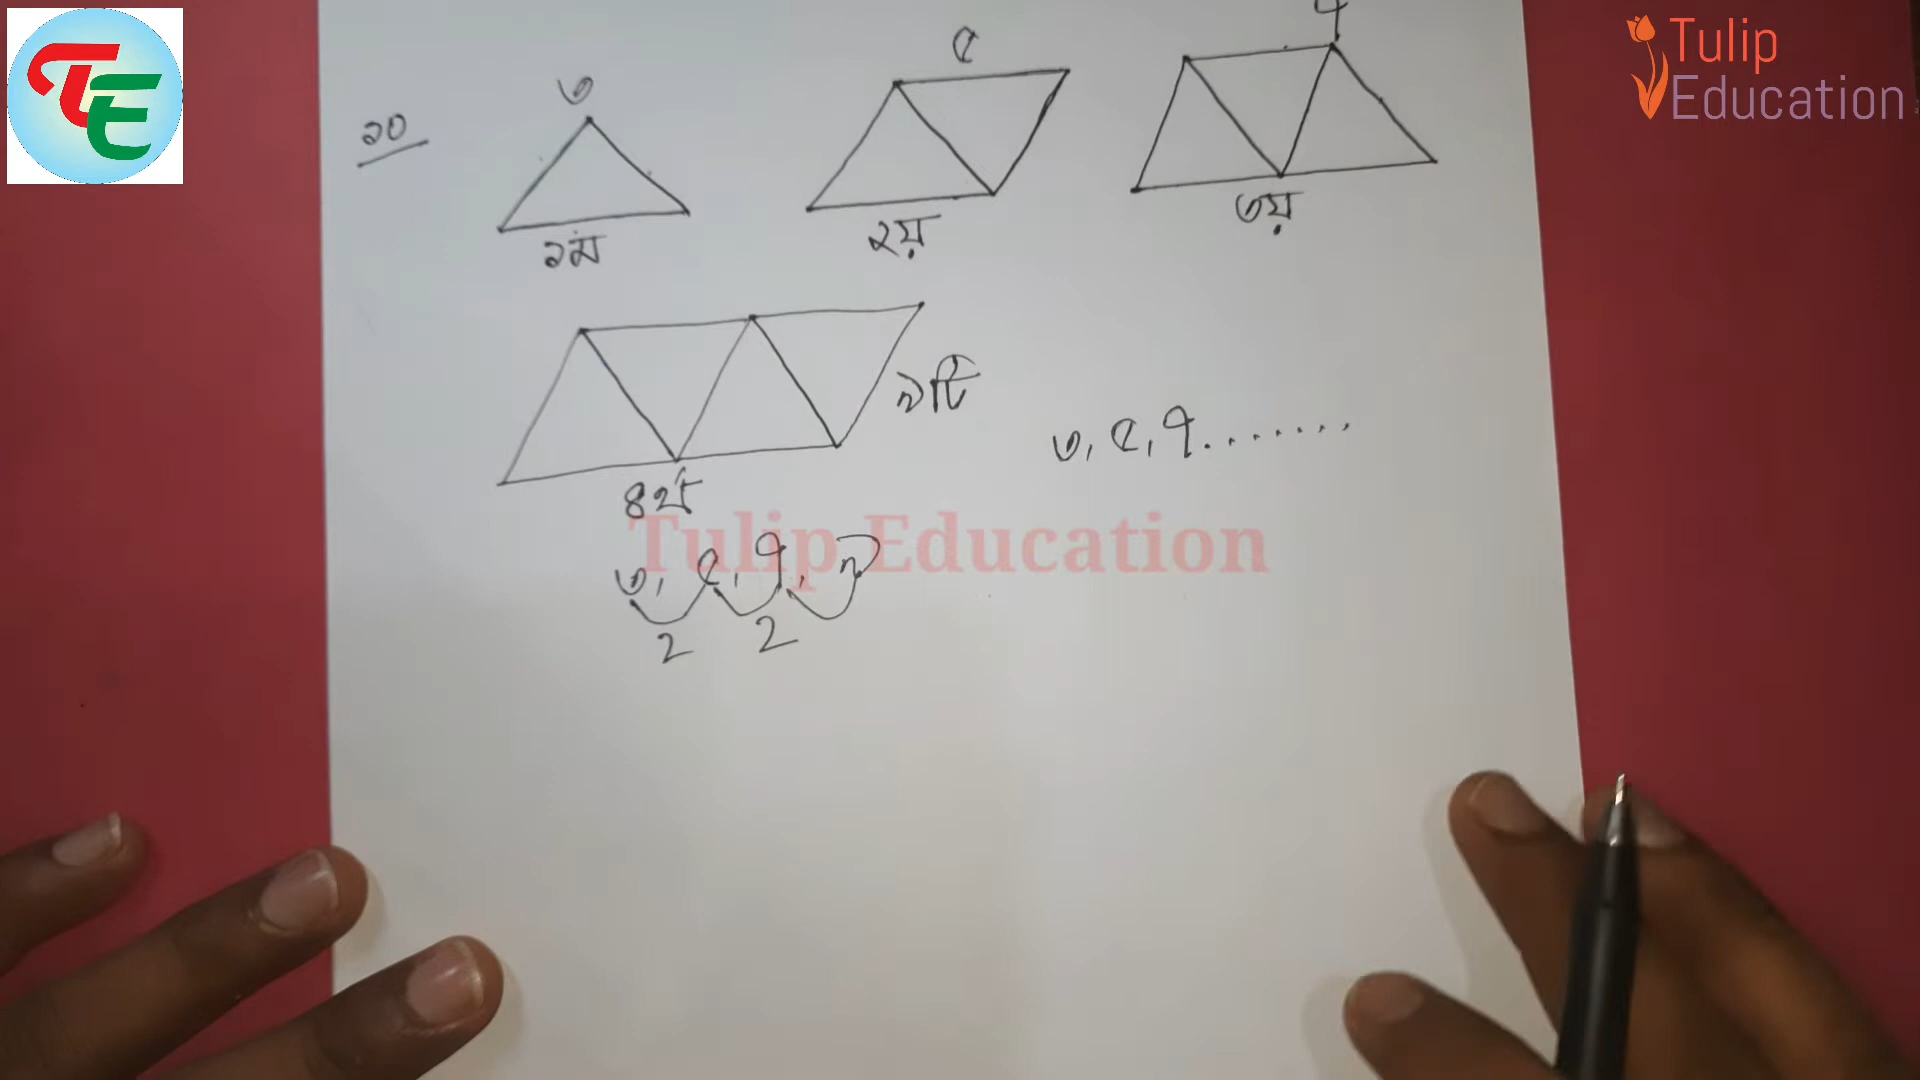 TE
Tulip
Education
১০
৩
৫
৭
১ম
২য়
৩য়
৯টি
৩, ৫, ৭.......
৪র্থ
Tulip Education
৩, ৫, ৭, ৯
2 2